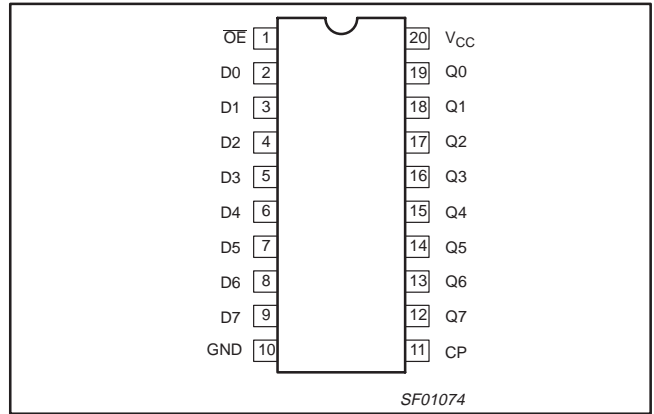 O̅E̅ 1 20 VCC
D0 2 19 Q0
D1 3 18 Q1
D2 4 17 Q2
D3 5 16 Q3
D4 6 15 Q4
D5 7 14 Q5
D6 8 13 Q6
D7 9 12 Q7
GND 10 11 CP
SF01074